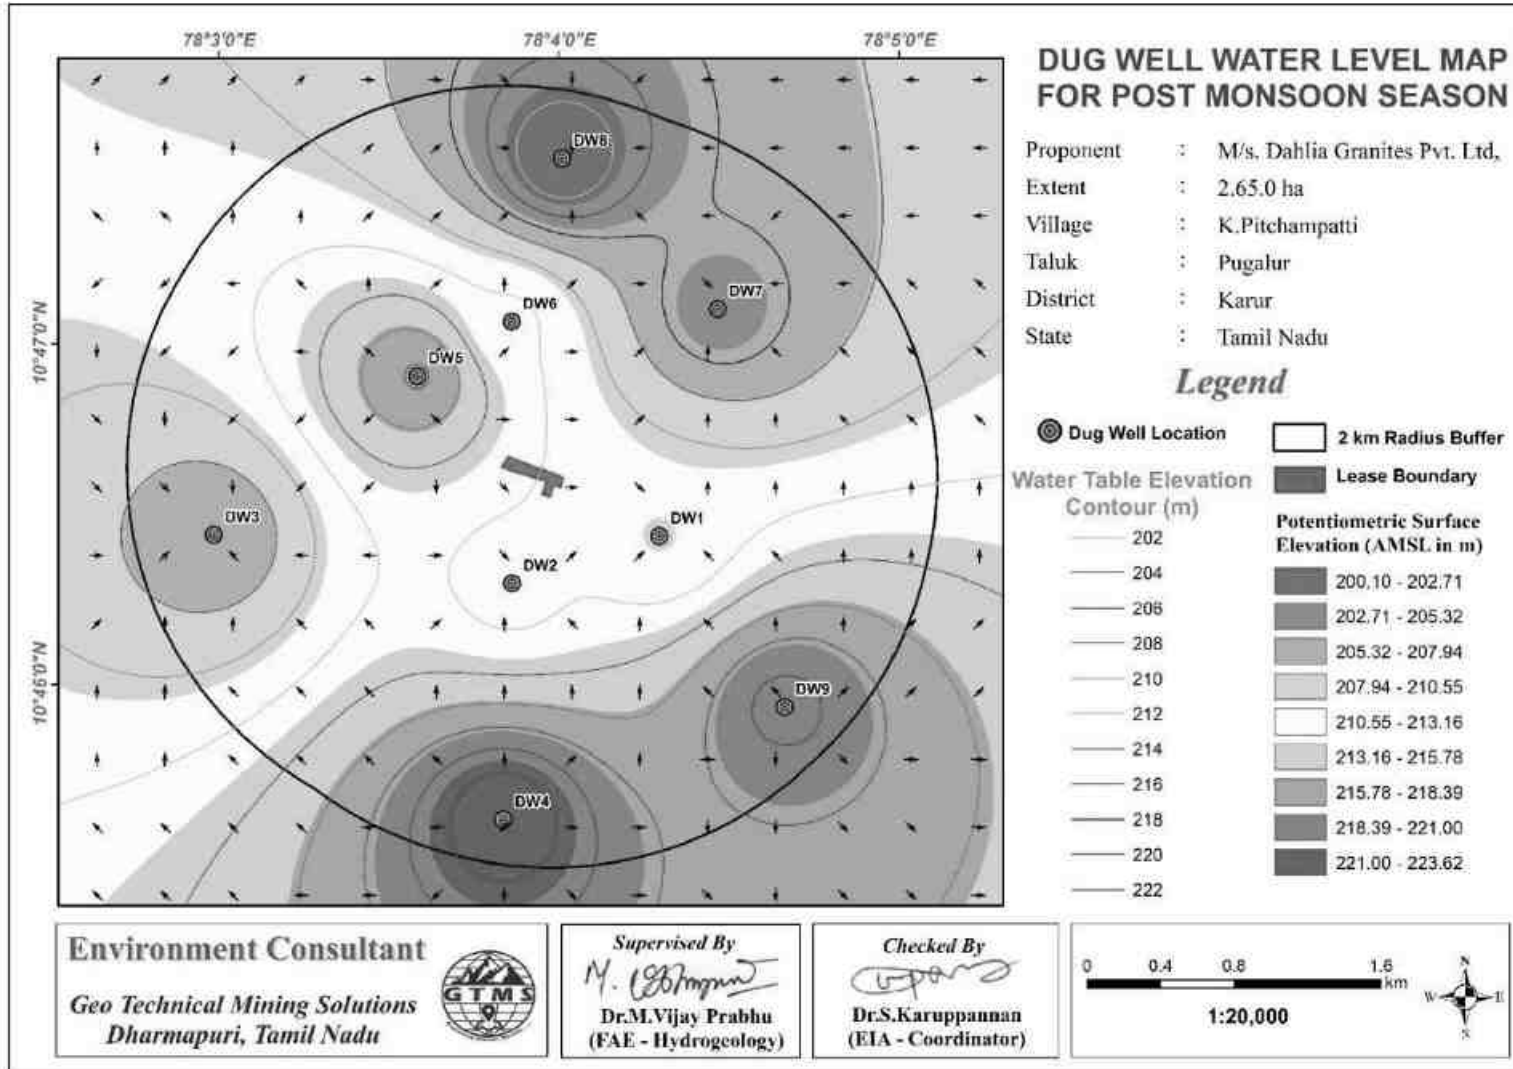 78°3'0"E
78°4'0"E
78°5'0"E
10°47'0"N
10°46'0"N
DW8
DW7
DW6
DW5
DW3
DW1
DW2
DW9
DW4
DUG WELL WATER LEVEL MAP
FOR POST MONSOON SEASON
Proponent : M/s. Dahlia Granites Pvt. Ltd,
Extent : 2.65.0 ha
Village : K.Pitchampatti
Taluk : Pugalur
District : Karur
State : Tamil Nadu
Legend
Dug Well Location
2 km Radius Buffer
Lease Boundary
Water Table Elevation
Contour (m)
202
204
206
208
210
212
214
216
218
220
222
Potentiometric Surface
Elevation (AMSL in m)
200.10 - 202.71
202.71 - 205.32
205.32 - 207.94
207.94 - 210.55
210.55 - 213.16
213.16 - 215.78
215.78 - 218.39
218.39 - 221.00
221.00 - 223.62
Environment Consultant
Geo Technical Mining Solutions
Dharmapuri, Tamil Nadu
GTMS
Supervised By
Dr.M.Vijay Prabhu
(FAE - Hydrogeology)
Checked By
Dr.S.Karuppannan
(EIA - Coordinator)
0 0.4 0.8 1.6
km
1:20,000
N
W E
S